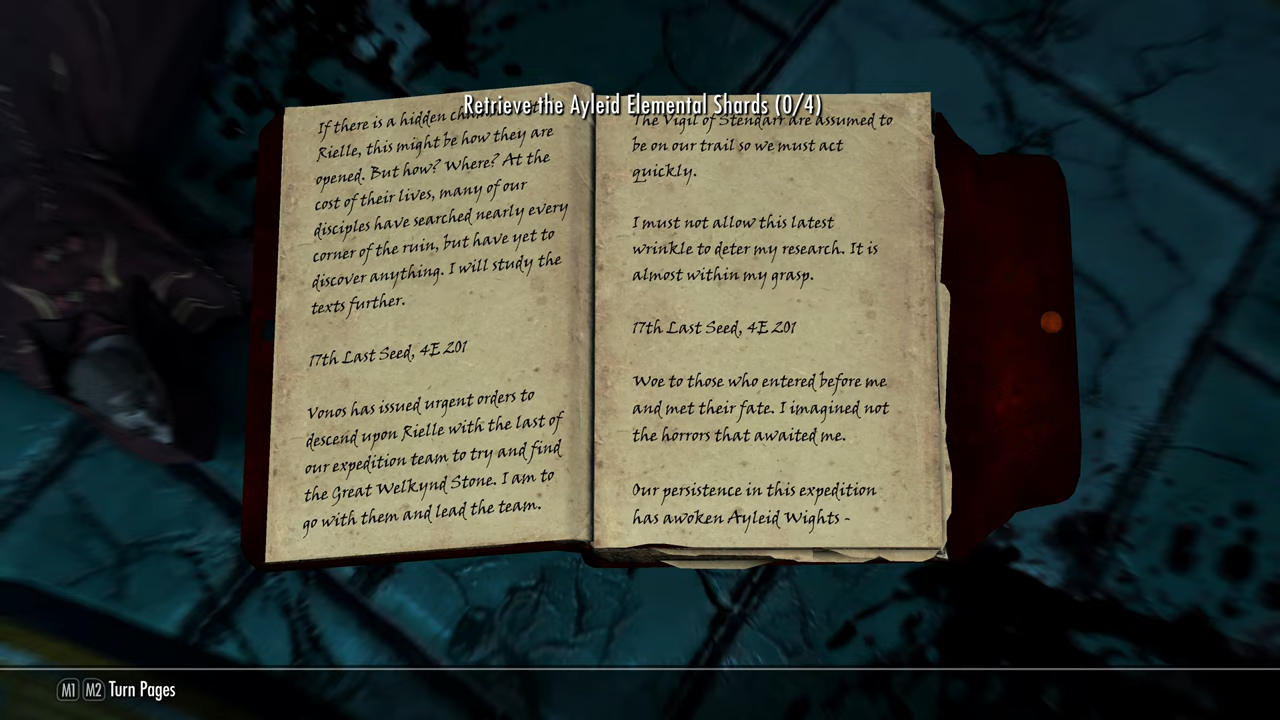 Retrieve the Ayleid Elemental Shards (0/4)
If there is a hidden
Rielle, this might be how they are
opened. But how? Where? At the
cost of their lives, many of our
disciples have searched nearly every
corner of the ruin, but have yet to
discover anything. I will study the
texts further.
17th Last Seed, 4E 201
Vonos has issued urgent orders to
descend upon Rielle with the last of
our expedition team to try and find
the Great Welkynd Stone. I am to
go with them and lead the team.
The Vigil of Stendarr are assumed to
be on our trail so we must act
quickly.
I must not allow this latest
wrinkle to deter my research. It is
almost within my grasp.
17th Last Seed, 4E 201
Woe to those who entered before me
and met their fate. I imagined not
the horrors that awaited me.
Our persistence in this expedition
has awoken Ayleid Wights -
M1 M2 Turn Pages